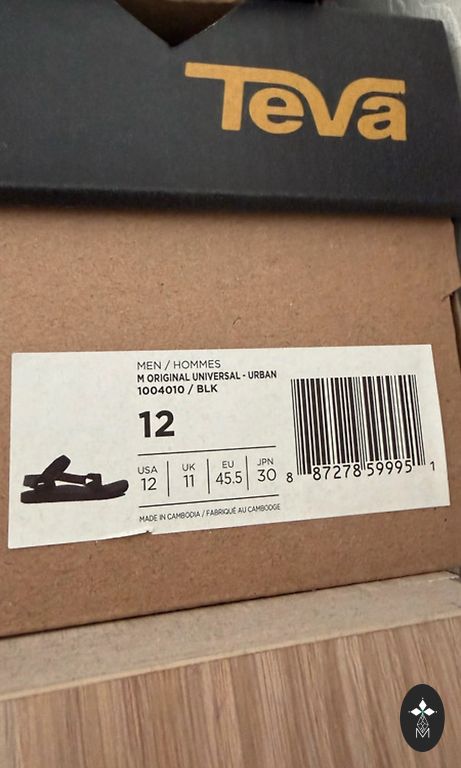 Teva
MEN / HOMMES
M ORIGINAL UNIVERSAL - URBAN
1004010 / BLK
12
USA UK EU JPN
12 11 45.5 30
MADE IN CAMBODIA / FABRIQUÉ AU CAMBODGE
8 87278 59995 1
M